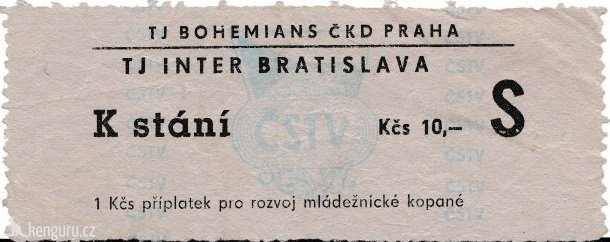 TJ BOHEMIANS ČKD PRAHA
TJ INTER BRATISLAVA
K stání Kčs 10,– S
ČSTV
1 Kčs příplatek pro rozvoj mládežnické kopané
kenguru.cz